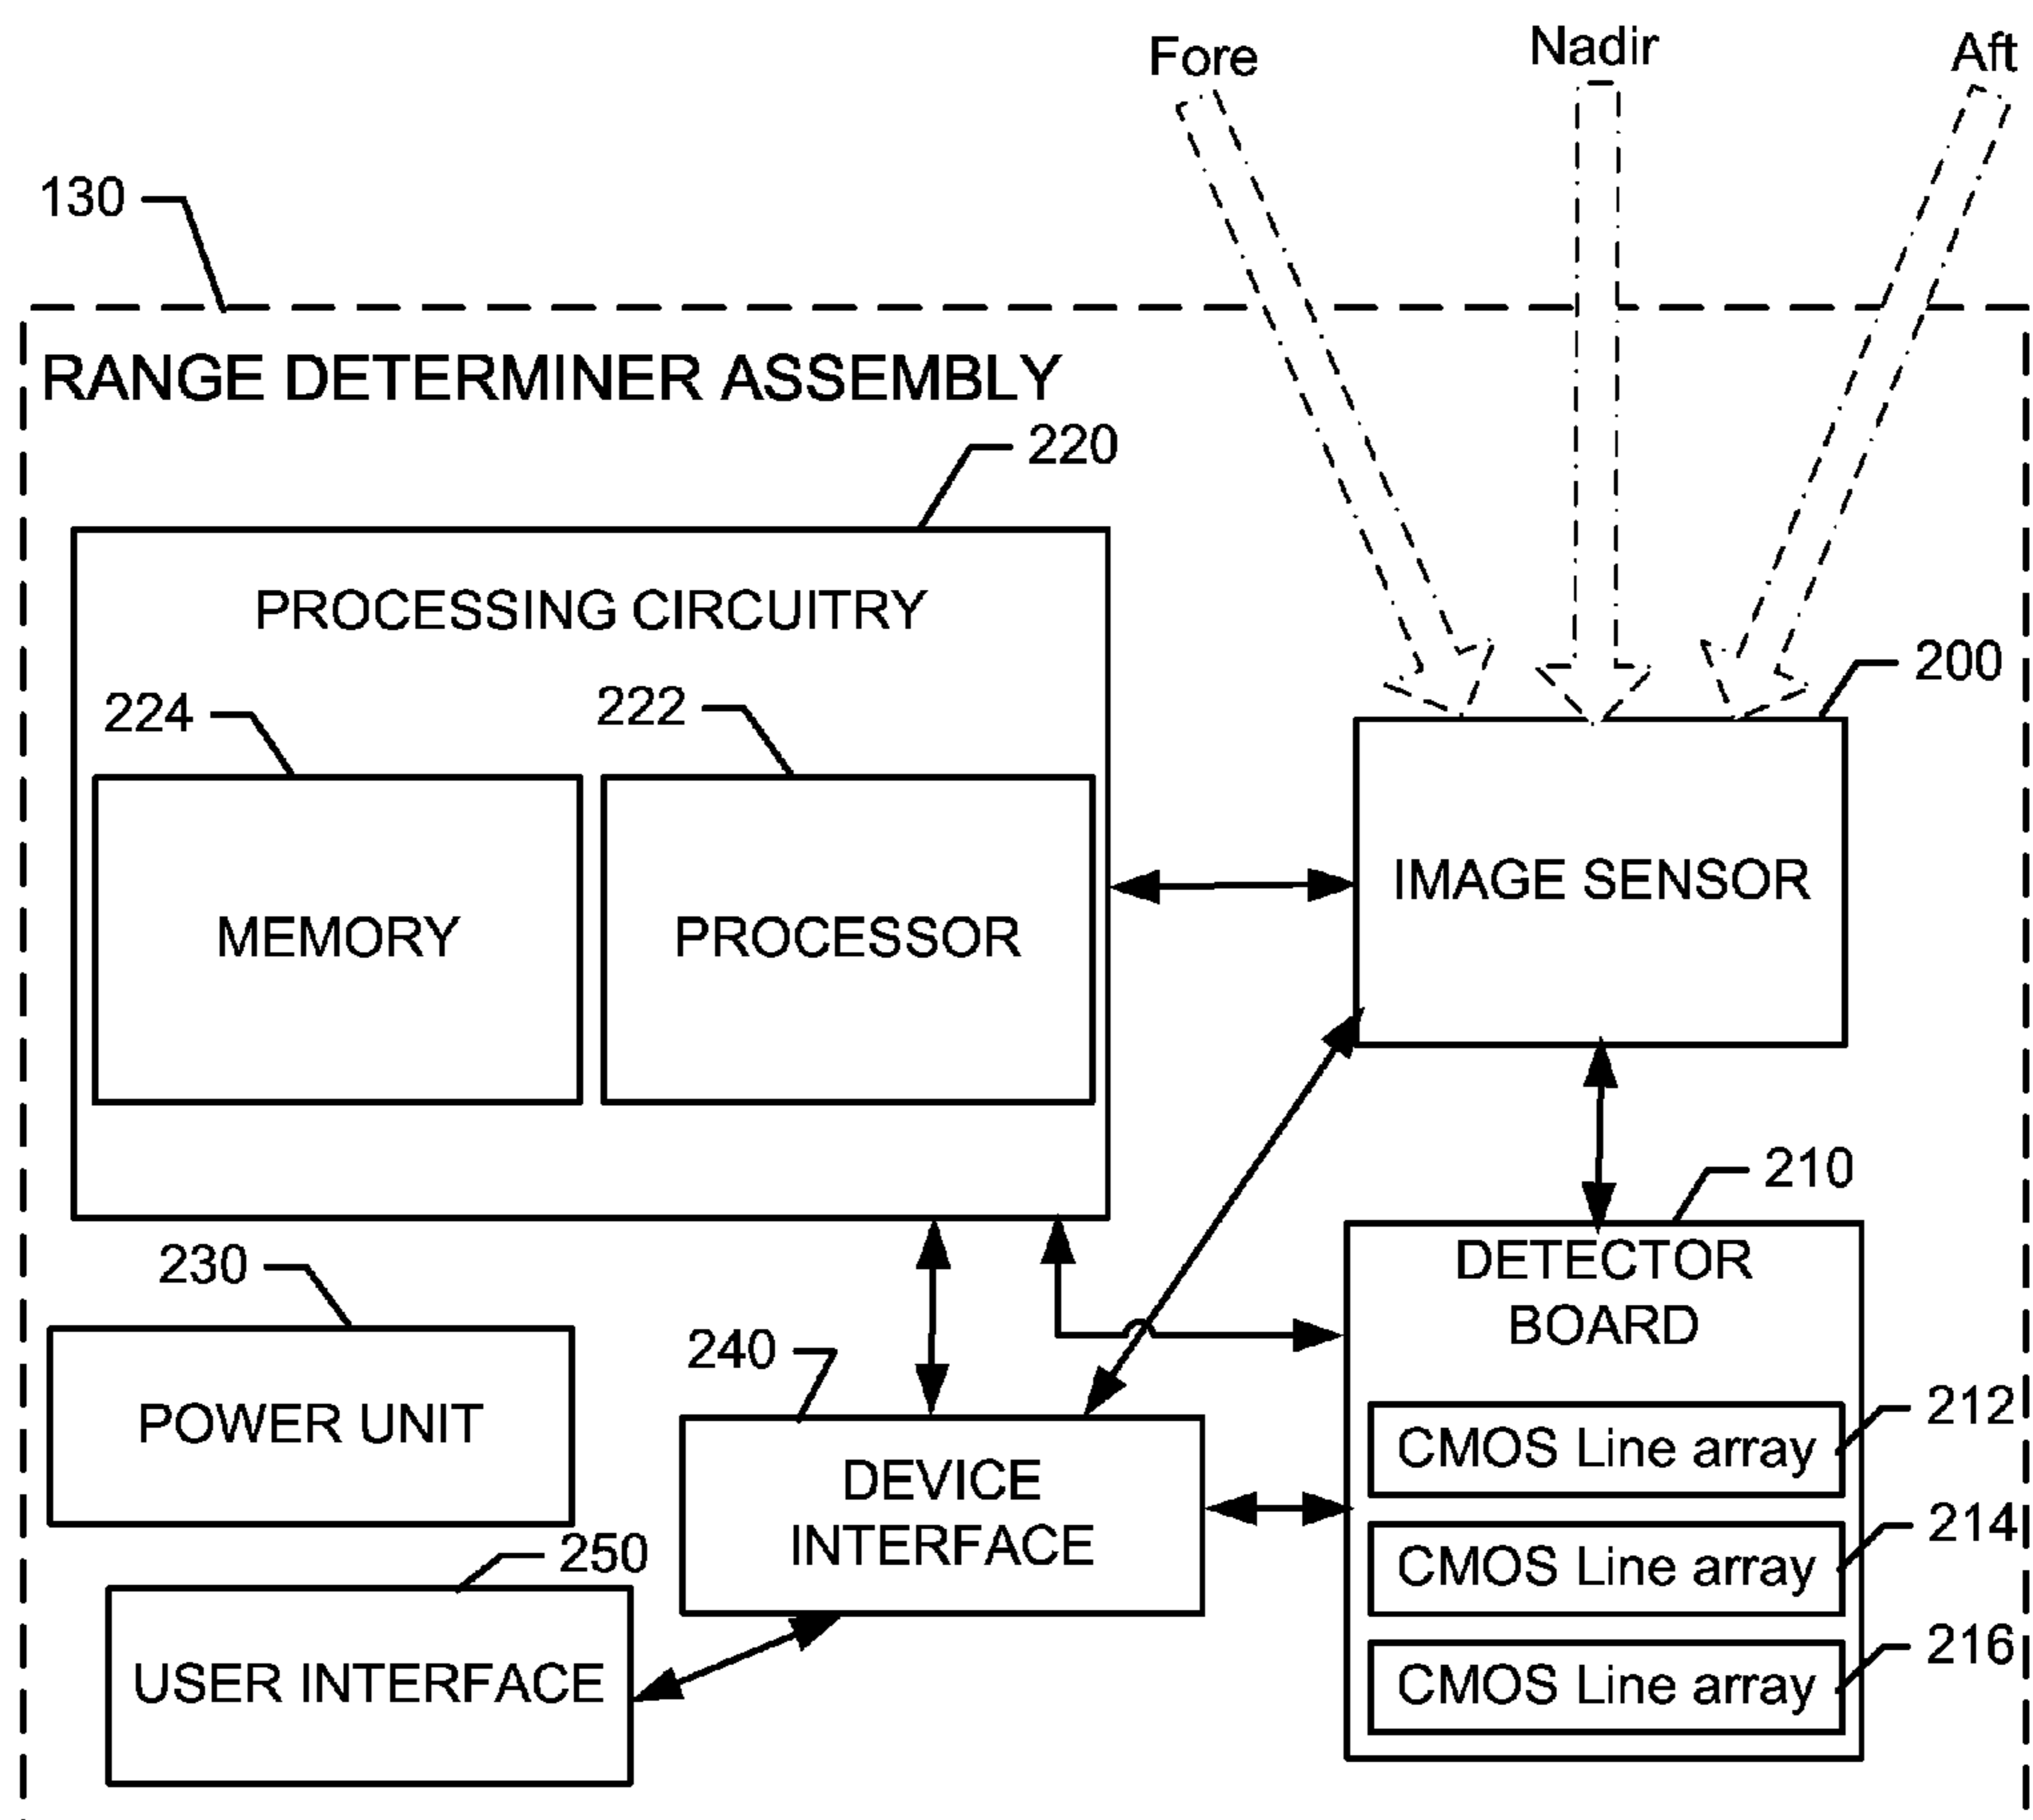 Fore
Nadir
Aft
130
RANGE DETERMINER ASSEMBLY
220
PROCESSING CIRCUITRY
224
222
200
MEMORY
PROCESSOR
IMAGE SENSOR
210
DETECTOR
BOARD
230
POWER UNIT
240
DEVICE
INTERFACE
CMOS Line array
212
CMOS Line array
214
CMOS Line array
216
250
USER INTERFACE